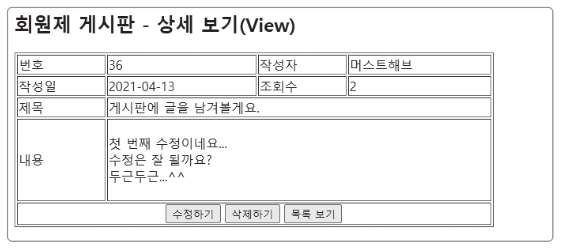 회원제 게시판 - 상세 보기(View)
번호 36 작성자 머스트해브
작성일 2021-04-13 조회수 2
제목 게시판에 글을 남겨볼게요.
첫 번째 수정이네요...
내용 수정은 잘 될까요?
두근두근...^^
수정하기 삭제하기 목록 보기